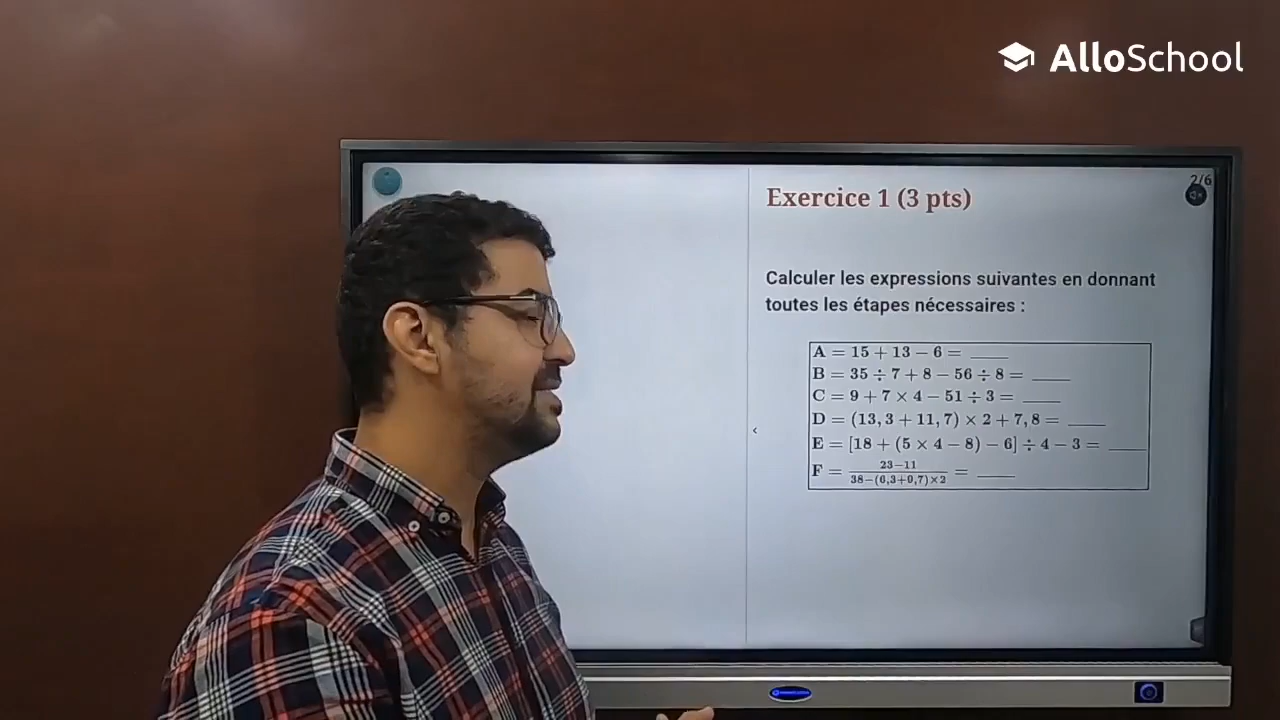 AlloSchool
2/6
Exercice 1 (3 pts)
Calculer les expressions suivantes en donnant
toutes les étapes nécessaires :
A = 15 + 13 − 6 = ____
B = 35 ÷ 7 + 8 − 56 ÷ 8 = ____
C = 9 + 7 × 4 − 51 ÷ 3 = ____
D = (13, 3 + 11, 7) × 2 + 7, 8 = ____
E = [18 + (5 × 4 − 8) − 6] ÷ 4 − 3 = ____
F = \frac{23−11}{38−(6,3+0,7)×2} = ____